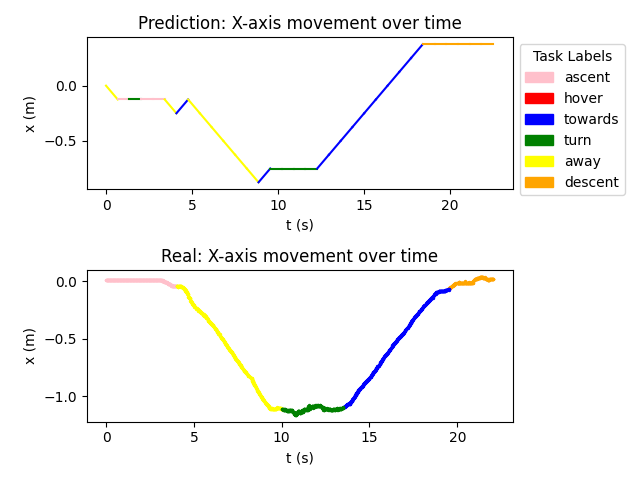 Prediction: X-axis movement over time
0.0
−0.5
x (m)
0
5
10
15
20
t (s)
Task Labels
ascent
hover
towards
turn
away
descent
Real: X-axis movement over time
0.0
−0.5
−1.0
x (m)
0
5
10
15
20
t (s)